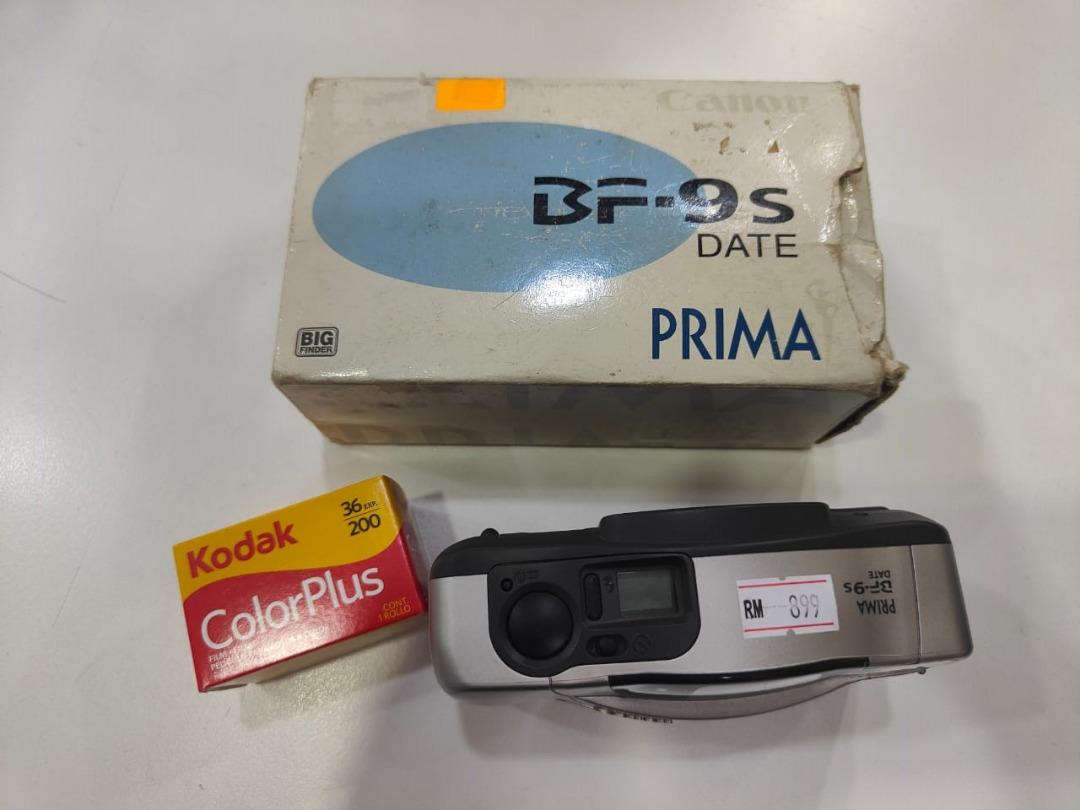 Canon
BF-9s
DATE
PRIMA
BIG
FINDER
PRIMA
36 EXP.
200
Kodak
ColorPlus
CONT.
1 ROLLO
PRIMA
BF-9s
DATE
RM 899